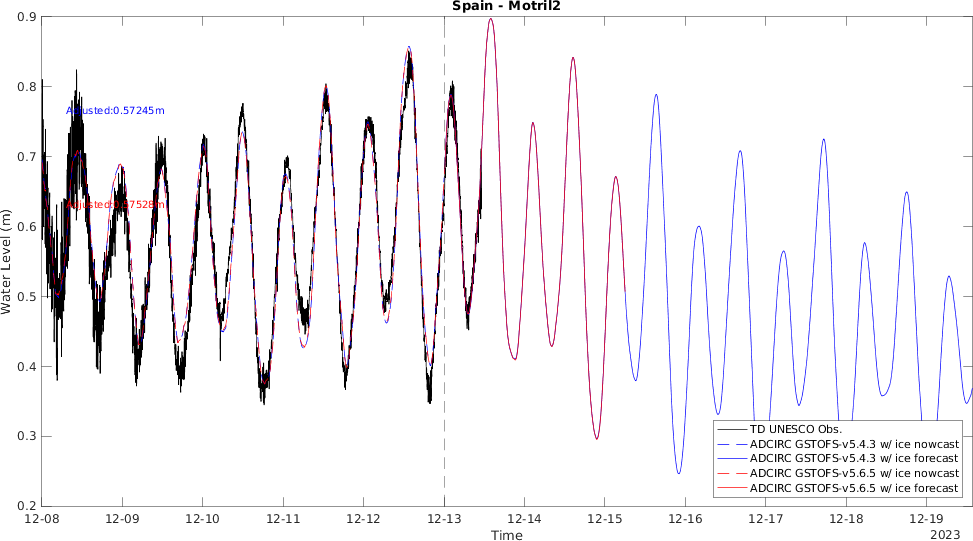 Spain - Motril2
0.9
0.8
0.7
0.6
0.5
0.4
0.3
0.2
Water Level (m)
Adjusted:0.57245m
TD UNESCO Obs.
ADCIRC GSTOFS-v5.4.3 w/ ice nowcast
ADCIRC GSTOFS-v5.4.3 w/ ice forecast
ADCIRC GSTOFS-v5.6.5 w/ ice nowcast
ADCIRC GSTOFS-v5.6.5 w/ ice forecast
12-08 12-09 12-10 12-11 12-12 12-13 12-14 12-15 12-16 12-17 12-18 12-19
Time
2023